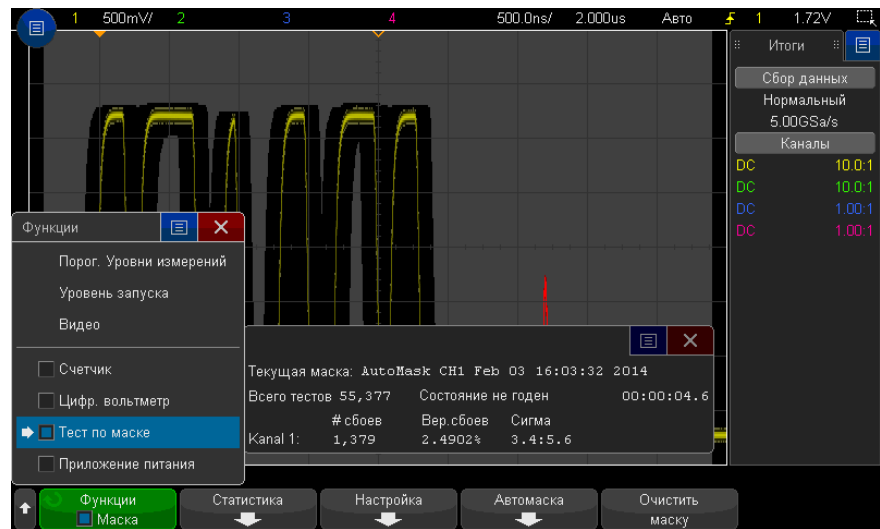 1 500mV/ 2 3 4 500.0ns/ 2.000us Авто 1 1.72V
Итоги
Сбор данных
Нормальный
5.00GSa/s
Каналы
DC 10.0:1
DC 10.0:1
DC 1.00:1
DC 1.00:1
Функции
Порог. Уровни измерений
Уровень запуска
Видео
Счетчик
Цифр. вольтметр
Тест по маске
Приложение питания
Текущая маска: AutoMask CH1 Feb 03 16:03:32 2014
Всего тестов 55,377 Состояние не годен 00:00:04.6
# сбоев Вер.сбоев Сигма
Kanal 1: 1,379 2.4902% 3.4:5.6
Функции
Маска
Статистика
Настройка
Автомаска
Очистить
маску